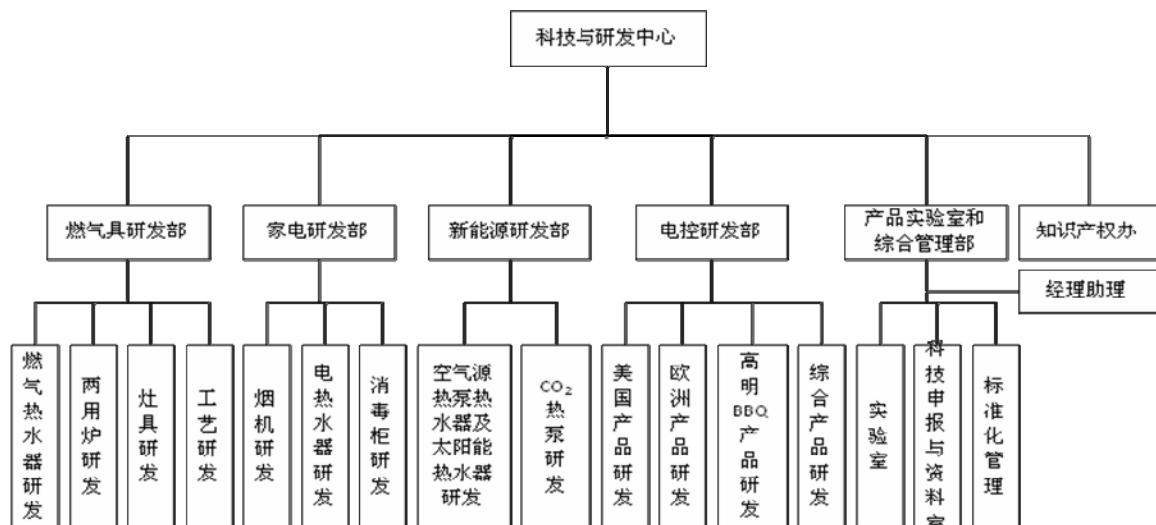 科技与研发中心
燃气具研发部
家电研发部
新能源研发部
电控研发部
产品实验室和
综合管理部
知识产权办
经理助理
燃气热水器研发
两用炉研发
灶具研发
工艺研发
烟机研发
电热水器研发
消毒柜研发
空气源
热泵热
水器及
太阳能
热水器
研发
CO₂
热泵研发
美国产品研发
欧洲产品研发
高明
BBQ
产品研发
综合产品研发
实验室
科技申报与资料室
标准化管理